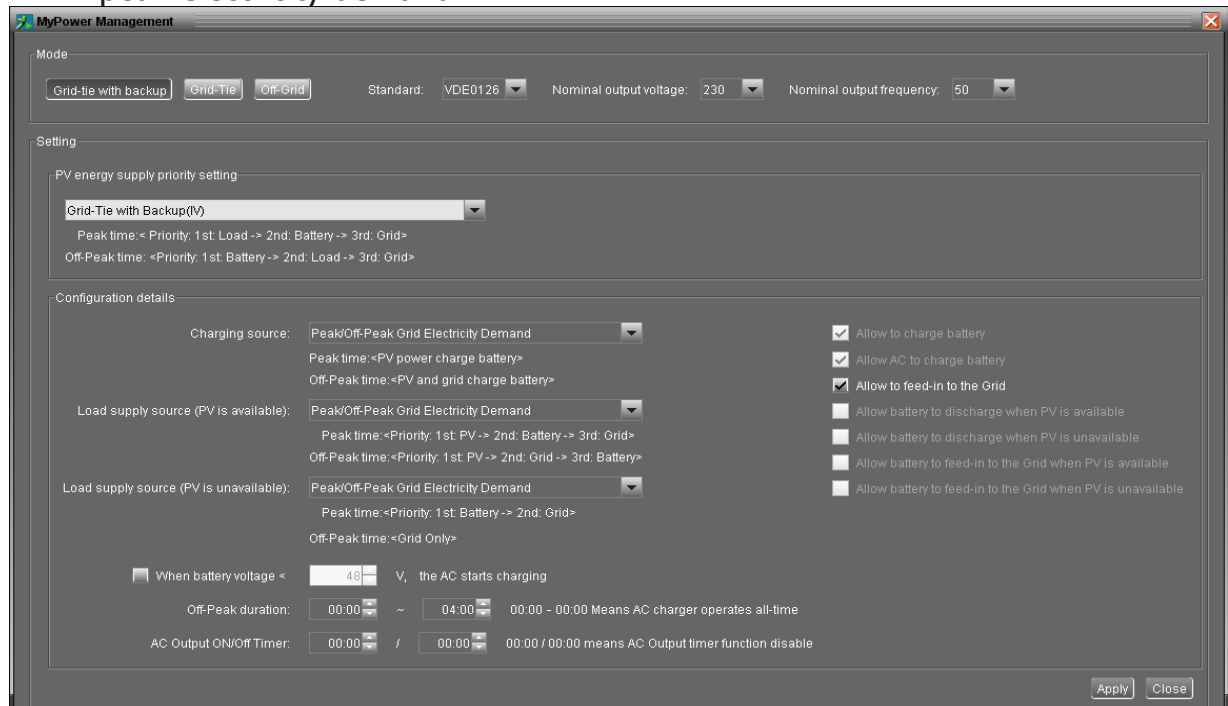 MyPower Management
Mode
Grid-tie with backup Grid-Tie Off-Grid Standard: VDE0126 Nominal output voltage: 230 Nominal output frequency: 50
Setting
PV energy supply priority setting
Grid-Tie with Backup(IV)
Peak time:< Priority: 1st: Load -> 2nd: Battery -> 3rd: Grid>
Off-Peak time: <Priority: 1st: Battery -> 2nd: Load -> 3rd: Grid>
Configuration details
Charging source: Peak/Off-Peak Grid Electricity Demand
Peak time:<PV power charge battery>
Off-Peak time:<PV and grid charge battery>
Load supply source (PV is available): Peak/Off-Peak Grid Electricity Demand
Peak time:<Priority: 1st: PV -> 2nd: Battery -> 3rd: Grid>
Off-Peak time:<Priority: 1st: PV -> 2nd: Grid -> 3rd: Battery>
Load supply source (PV is unavailable): Peak/Off-Peak Grid Electricity Demand
Peak time:<Priority: 1st: Battery -> 2nd: Grid>
Off-Peak time:<Grid Only>
Allow to charge battery
Allow AC to charge battery
Allow to feed-in to the Grid
Allow battery to discharge when PV is available
Allow battery to discharge when PV is unavailable
Allow battery to feed-in to the Grid when PV is available
Allow battery to feed-in to the Grid when PV is unavailable
When battery voltage < 48 V, the AC starts charging
Off-Peak duration: 00:00 ~ 04:00 00:00 - 00:00 Means AC charger operates all-time
AC Output ON/Off Timer: 00:00 / 00:00 00:00 / 00:00 means AC Output timer function disable
Apply Close